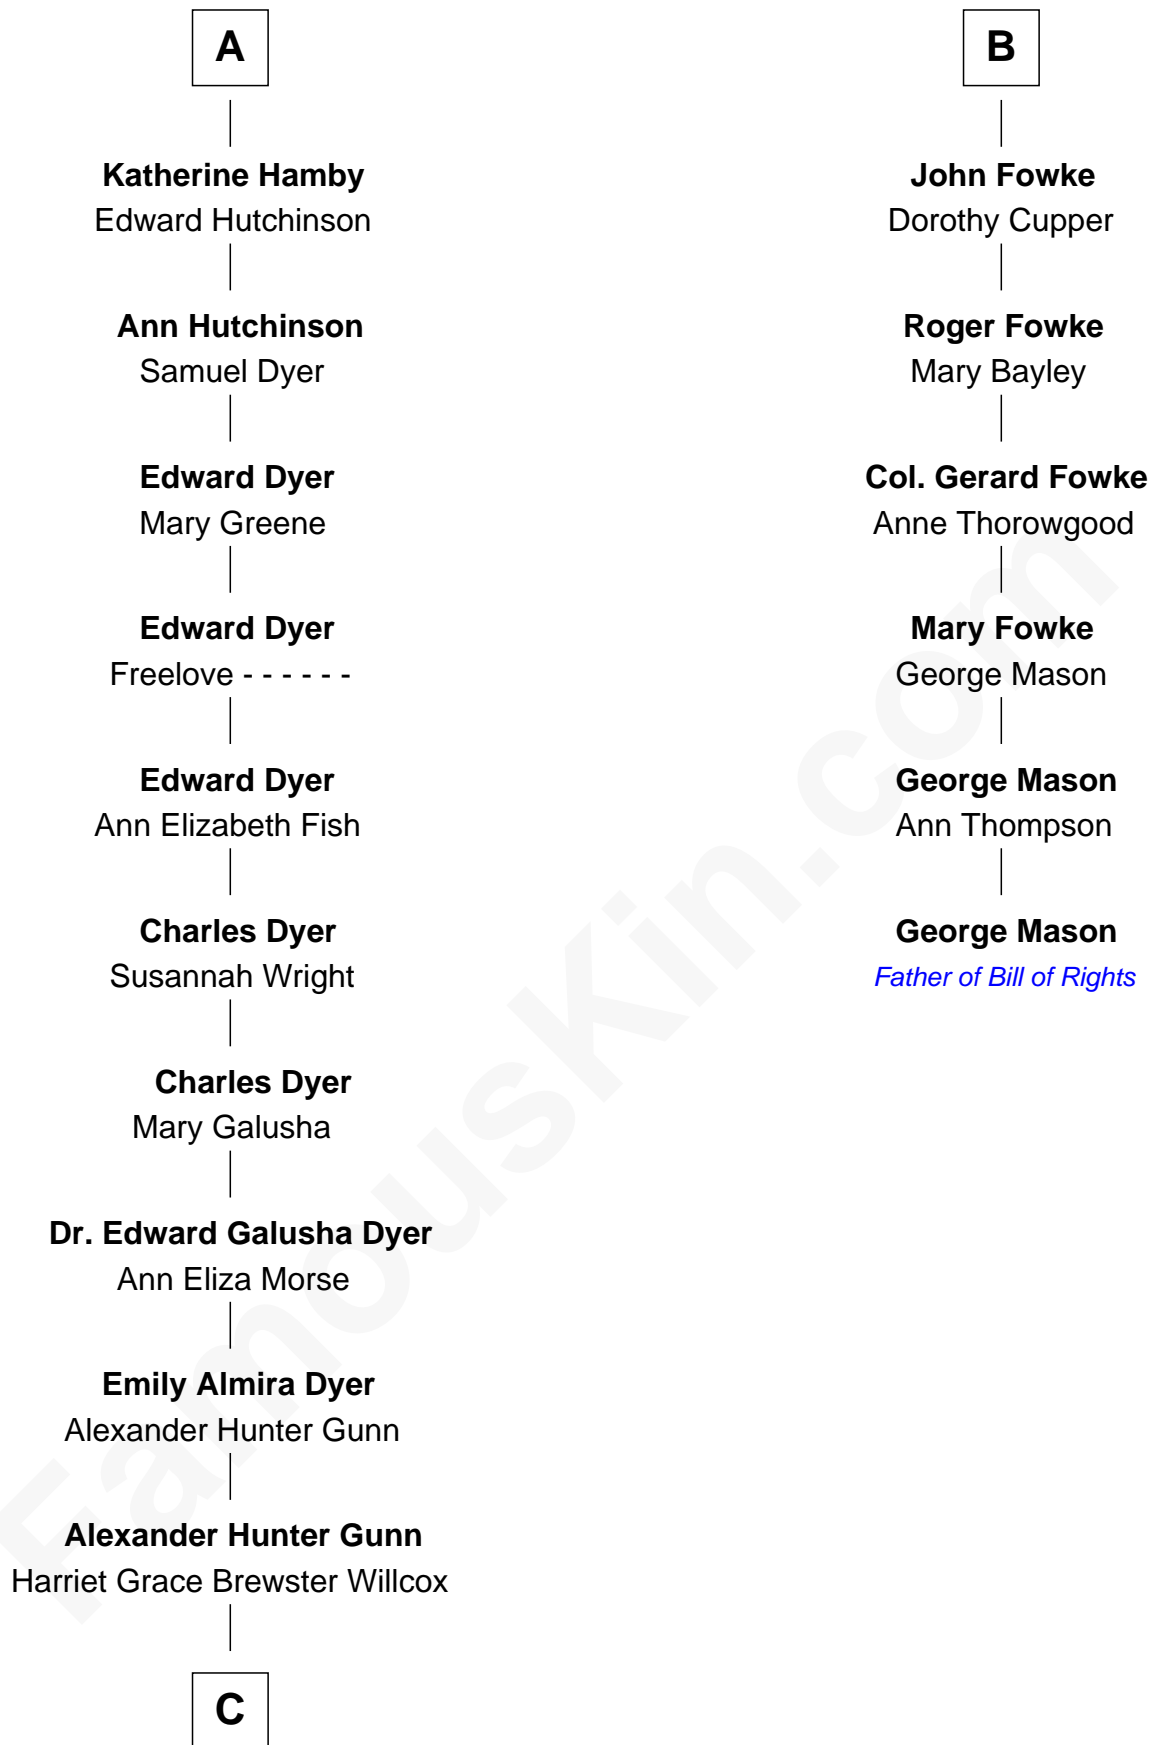 A
Katherine Hamby
Edward Hutchinson
Ann Hutchinson
Samuel Dyer
Edward Dyer
Mary Greene
Edward Dyer
Freelove - - - - - -
Edward Dyer
Ann Elizabeth Fish
Charles Dyer
Susannah Wright
Charles Dyer
Mary Galusha
Dr. Edward Galusha Dyer
Ann Eliza Morse
Emily Almira Dyer
Alexander Hunter Gunn
Alexander Hunter Gunn
Harriet Grace Brewster Willcox
C
B
John Fowke
Dorothy Cupper
Roger Fowke
Mary Bayley
Col. Gerard Fowke
Anne Thorowgood
Mary Fowke
George Mason
George Mason
Ann Thompson
George Mason
Father of Bill of Rights
FamousKin.com